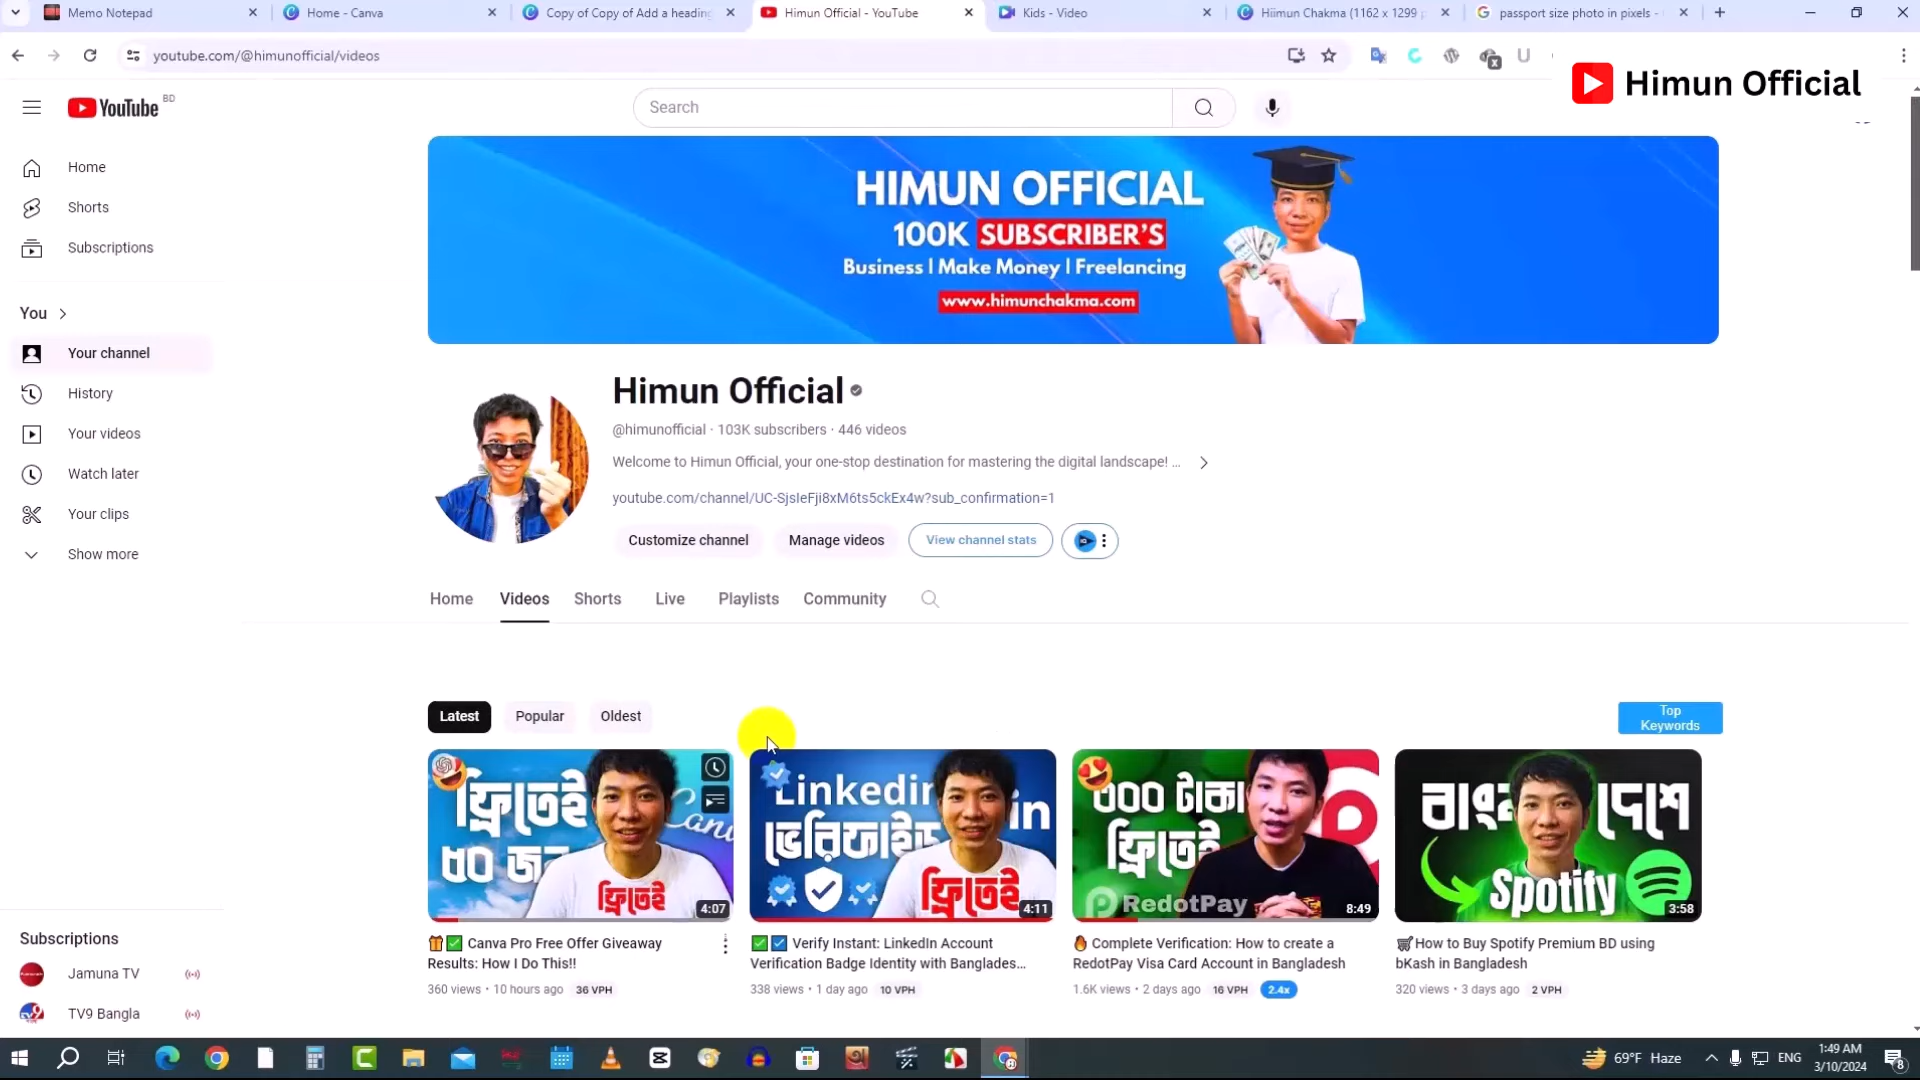 Memo Notepad
Home - Canva
Copy of Copy of Add a heading
Himun Official - YouTube
Kids - Video
Hiimun Chakma (1162 x 1299 p
passport size photo in pixels -
youtube.com/@himunofficial/videos
Himun Official
YouTube BD
Search
Home
Shorts
Subscriptions
You
Your channel
History
Your videos
Watch later
Your clips
Show more
Subscriptions
Jamuna TV
TV9 Bangla
HIMUN OFFICIAL
100K SUBSCRIBER'S
Business | Make Money | Freelancing
www.himunchakma.com
Himun Official
@himunofficial · 103K subscribers · 446 videos
Welcome to Himun Official, your one-stop destination for mastering the digital landscape! ...
youtube.com/channel/UC-SjsIeFji8xM6ts5ckEx4w?sub_confirmation=1
Customize channel
Manage videos
View channel stats
Home
Videos
Shorts
Live
Playlists
Community
Latest
Popular
Oldest
Top
Keywords
ফ্রিতেই
ফ্রিতেই
4:07
Linkedin
in
ভেরিফাইড
ফ্রিতেই
4:11
টাকা
ফ্রিতেই
RedotPay
8:49
Spotify
3:58
Canva Pro Free Offer Giveaway
Results: How I Do This!!
360 views • 10 hours ago 36 VPH
Verify Instant: LinkedIn Account
Verification Badge Identity with Banglades...
338 views • 1 day ago 10 VPH
Complete Verification: How to create a
RedotPay Visa Card Account in Bangladesh
1.6K views • 2 days ago 16 VPH 2.4x
How to Buy Spotify Premium BD using
bKash in Bangladesh
320 views • 3 days ago 2 VPH
69°F Haze
ENG
1:49 AM
3/10/2024
8